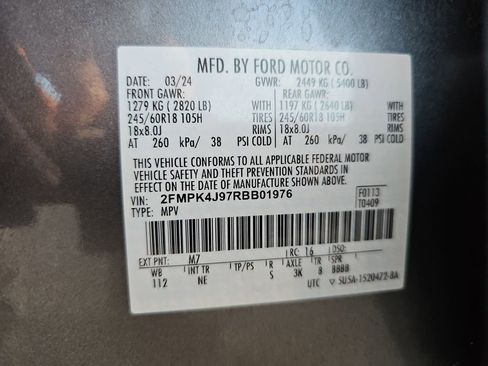 MFD. BY FORD MOTOR CO.
DATE: 03/24 GVWR: 2449 KG ( 5400 LB)
FRONT GAWR: REAR GAWR:
1279 KG ( 2820 LB) WITH 1197 KG ( 2640 LB) WITH
245/60R18 105H TIRES 245/60R18 105H TIRES
18x8.0J RIMS 18x8.0J RIMS
AT 260 kPa/ 38 PSI COLD AT 260 kPa/ 38 PSI COLD
THIS VEHICLE CONFORMS TO ALL APPLICABLE FEDERAL MOTOR
VEHICLE SAFETY AND THEFT PREVENTION STANDARDS IN
EFFECT ON THE DATE OF MANUFACTURE SHOWN ABOVE.
VIN: 2FMPK4J97RBB01976 F0113
TYPE: MPV T0409
EXT PNT: M7 RC: 16 DSO:
WB INT TR TP/PS R AXLE TR SPR
112 NE S 3K 8 BBBB
UTC ▽ 5U5A-1520472-BA